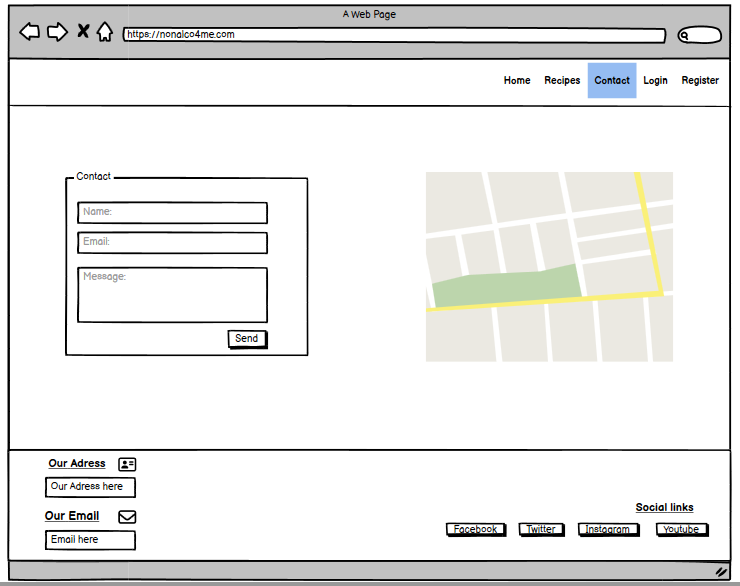 A Web Page
https://nonalco4me.com
Home Recipes Contact Login Register
Contact
Name:
Email:
Message:
Send
Our Adress
Our Adress here
Our Email
Email here
Social links
Facebook Twitter Instagram Youtube